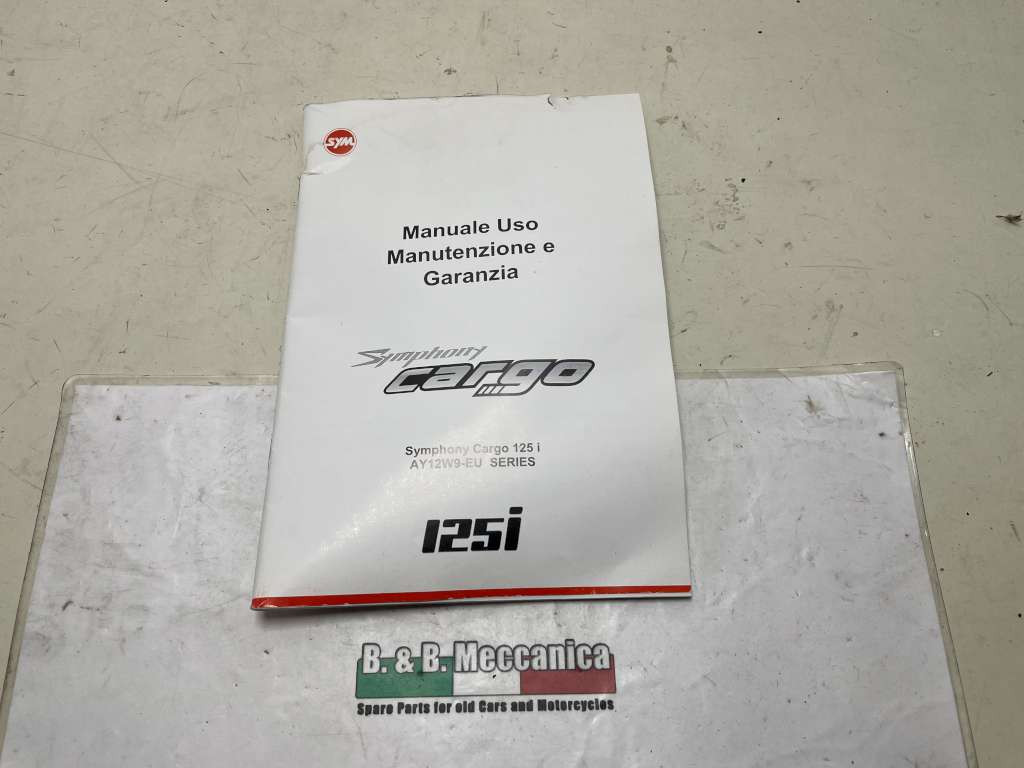 SYM
Manuale Uso
Manutenzione e
Garanzia
Symphony
cargo
Symphony Cargo 125 i
AY12W9-EU SERIES
125i
B. & B. Meccanica
Spare Parts for old Cars and Motorcycles